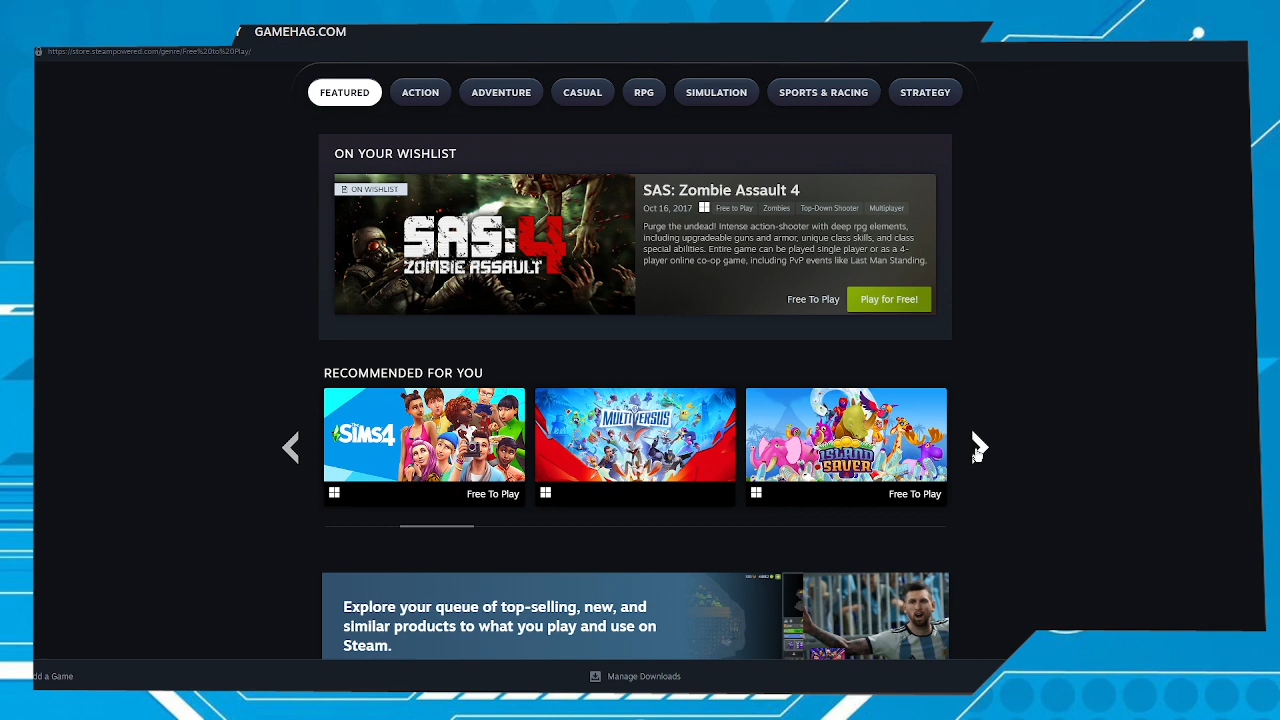 Y GAMEHAG.COM
https://store.steampowered.com/genre/Free%20to%20Play/
FEATURED ACTION ADVENTURE CASUAL RPG SIMULATION SPORTS & RACING STRATEGY
ON YOUR WISHLIST
ON WISHLIST
SAS:4
ZOMBIE ASSAULT
SAS: Zombie Assault 4
Oct 16, 2017 Free to Play Zombies Top-Down Shooter Multiplayer
Purge the undead! Intense action-shooter with deep rpg elements,
including upgradeable guns and armor, unique class skills, and class
special abilities. Entire game can be played single player or as a 4-
player online co-op game, including PvP events like Last Man Standing.
Free To Play Play for Free!
RECOMMENDED FOR YOU
The SIMS 4
MULTIVERSUS
ISLAND SAVER
Free To Play
Free To Play
Explore your queue of top-selling, new, and
similar products to what you play and use on
Steam.
dd a Game
Manage Downloads